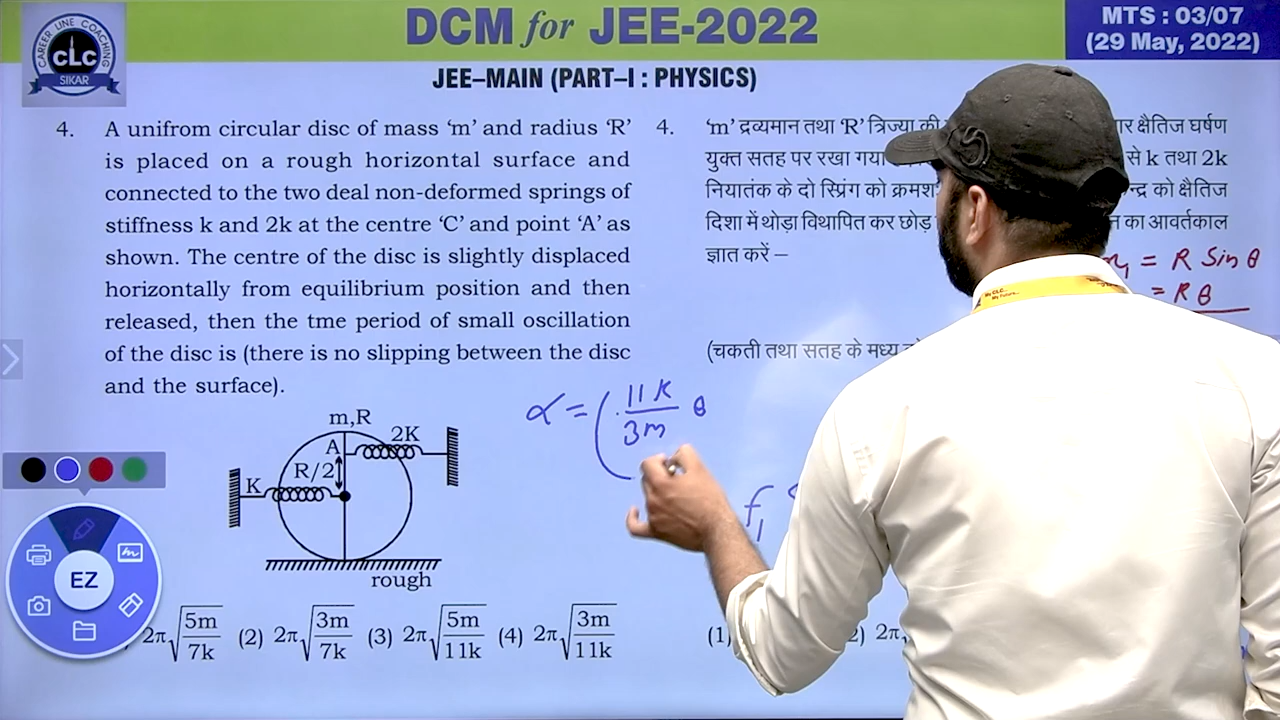 CAREER LINE COACHING
CLC
SIKAR
DCM for JEE-2022
MTS : 03/07
(29 May, 2022)
JEE–MAIN (PART–I : PHYSICS)
4. A unifrom circular disc of mass ‘m’ and radius ‘R’
is placed on a rough horizontal surface and
connected to the two deal non-deformed springs of
stiffness k and 2k at the centre ‘C’ and point ‘A’ as
shown. The centre of the disc is slightly displaced
horizontally from equilibrium position and then
released, then the tme period of small oscillation
of the disc is (there is no slipping between the disc
and the surface).
m,R
A
2K
R/2
K
rough
2π√5m/7k (2) 2π√3m/7k (3) 2π√5m/11k (4) 2π√3m/11k
4. ‘m’ द्रव्यमान तथा ‘R’ त्रिज्या की क्षैतिज घर्षण
युक्त सतह पर रखा गया से k तथा 2k
नियातंक के दो स्प्रिंग को क्रमश को क्षैतिज
दिशा में थोड़ा विथापित कर छोड़ का आवर्तकाल
ज्ञात करें –
= R Sin θ
= R θ
(चकती तथा सतह के मध्य
α = ( 11K/3m θ
f₁
(1) 2π
EZ